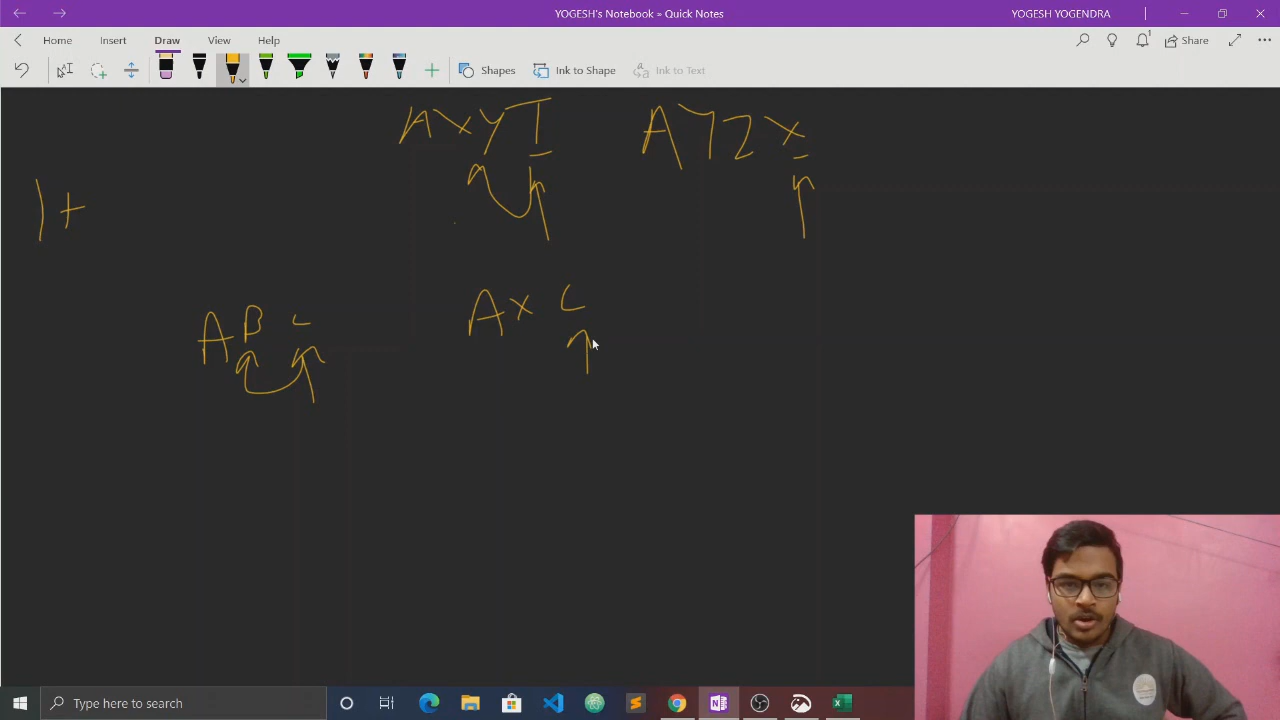 YOGESH's Notebook » Quick Notes
YOGESH YOGENDRA
Home Insert Draw View Help
Share
Shapes Ink to Shape Ink to Text
AXYT AYZX
1+
ABC AXC
Type here to search